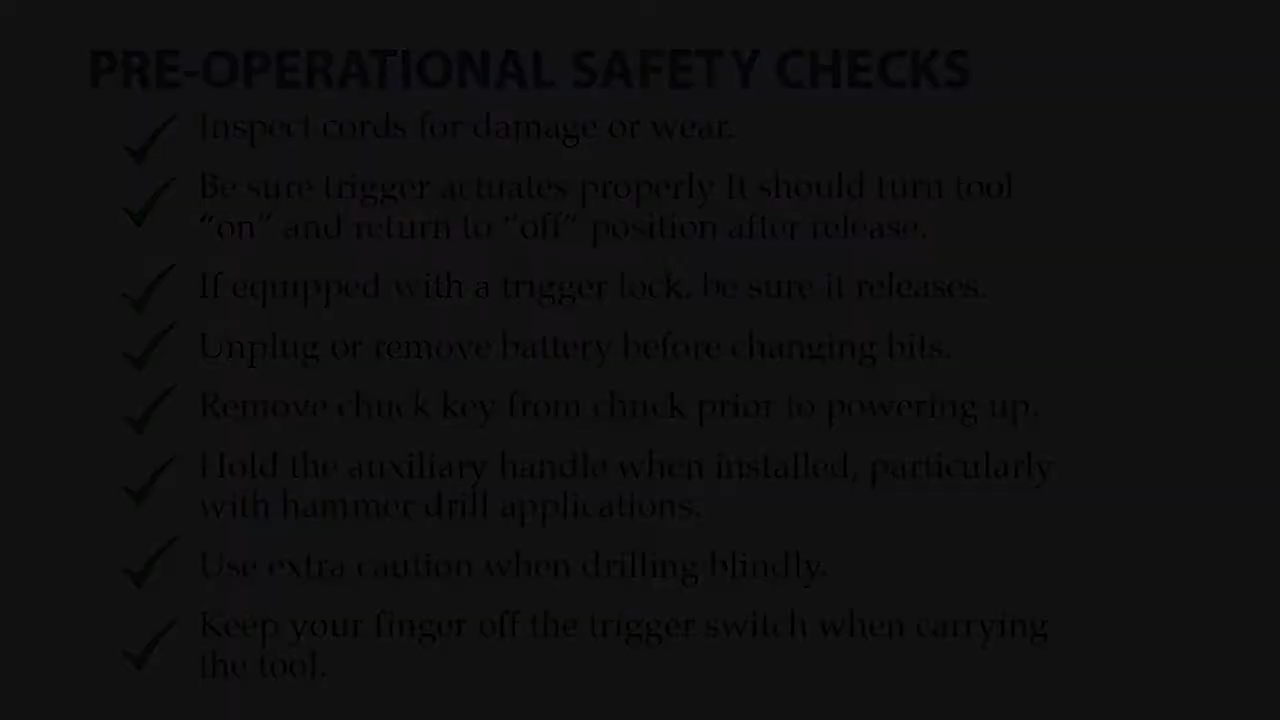 PRE-OPERATIONAL SAFETY CHECKS
Inspect cords for damage or wear.
Be sure trigger actuates properly. It should turn tool
“on” and return to “off” position after release.
If equipped with a trigger lock, be sure it releases.
Unplug or remove battery before changing bits.
Remove chuck key from chuck prior to powering up.
Hold the auxiliary handle when installed, particularly
with hammer drill applications.
Use extra caution when drilling blindly.
Keep your finger off the trigger switch when carrying
the tool.